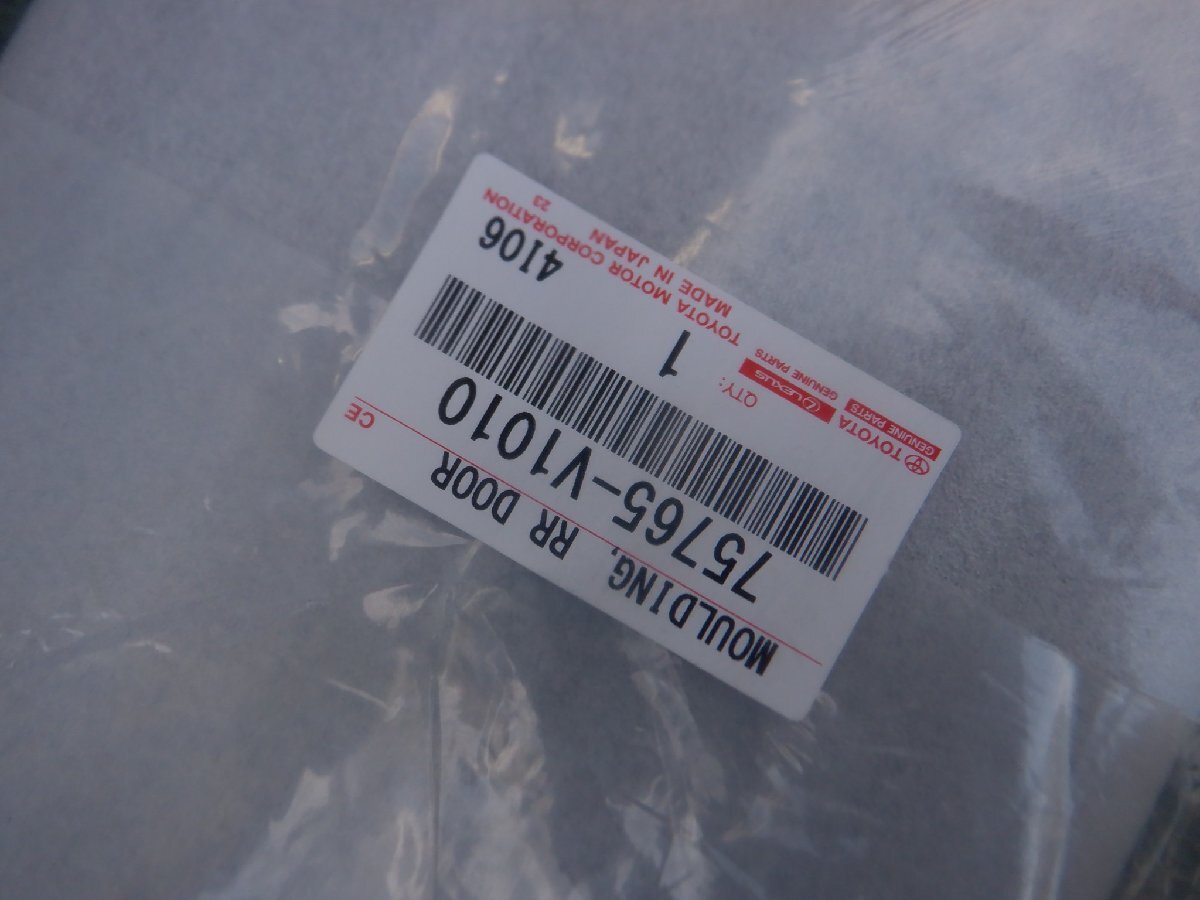 MOULDING, RR DOOR
CE
75765-V1010
QTY:
1
4I06
TOYOTA
GENUINE PARTS
LEXUS
GENUINE PARTS
MADE IN JAPAN
TOYOTA MOTOR CORPORATION
23